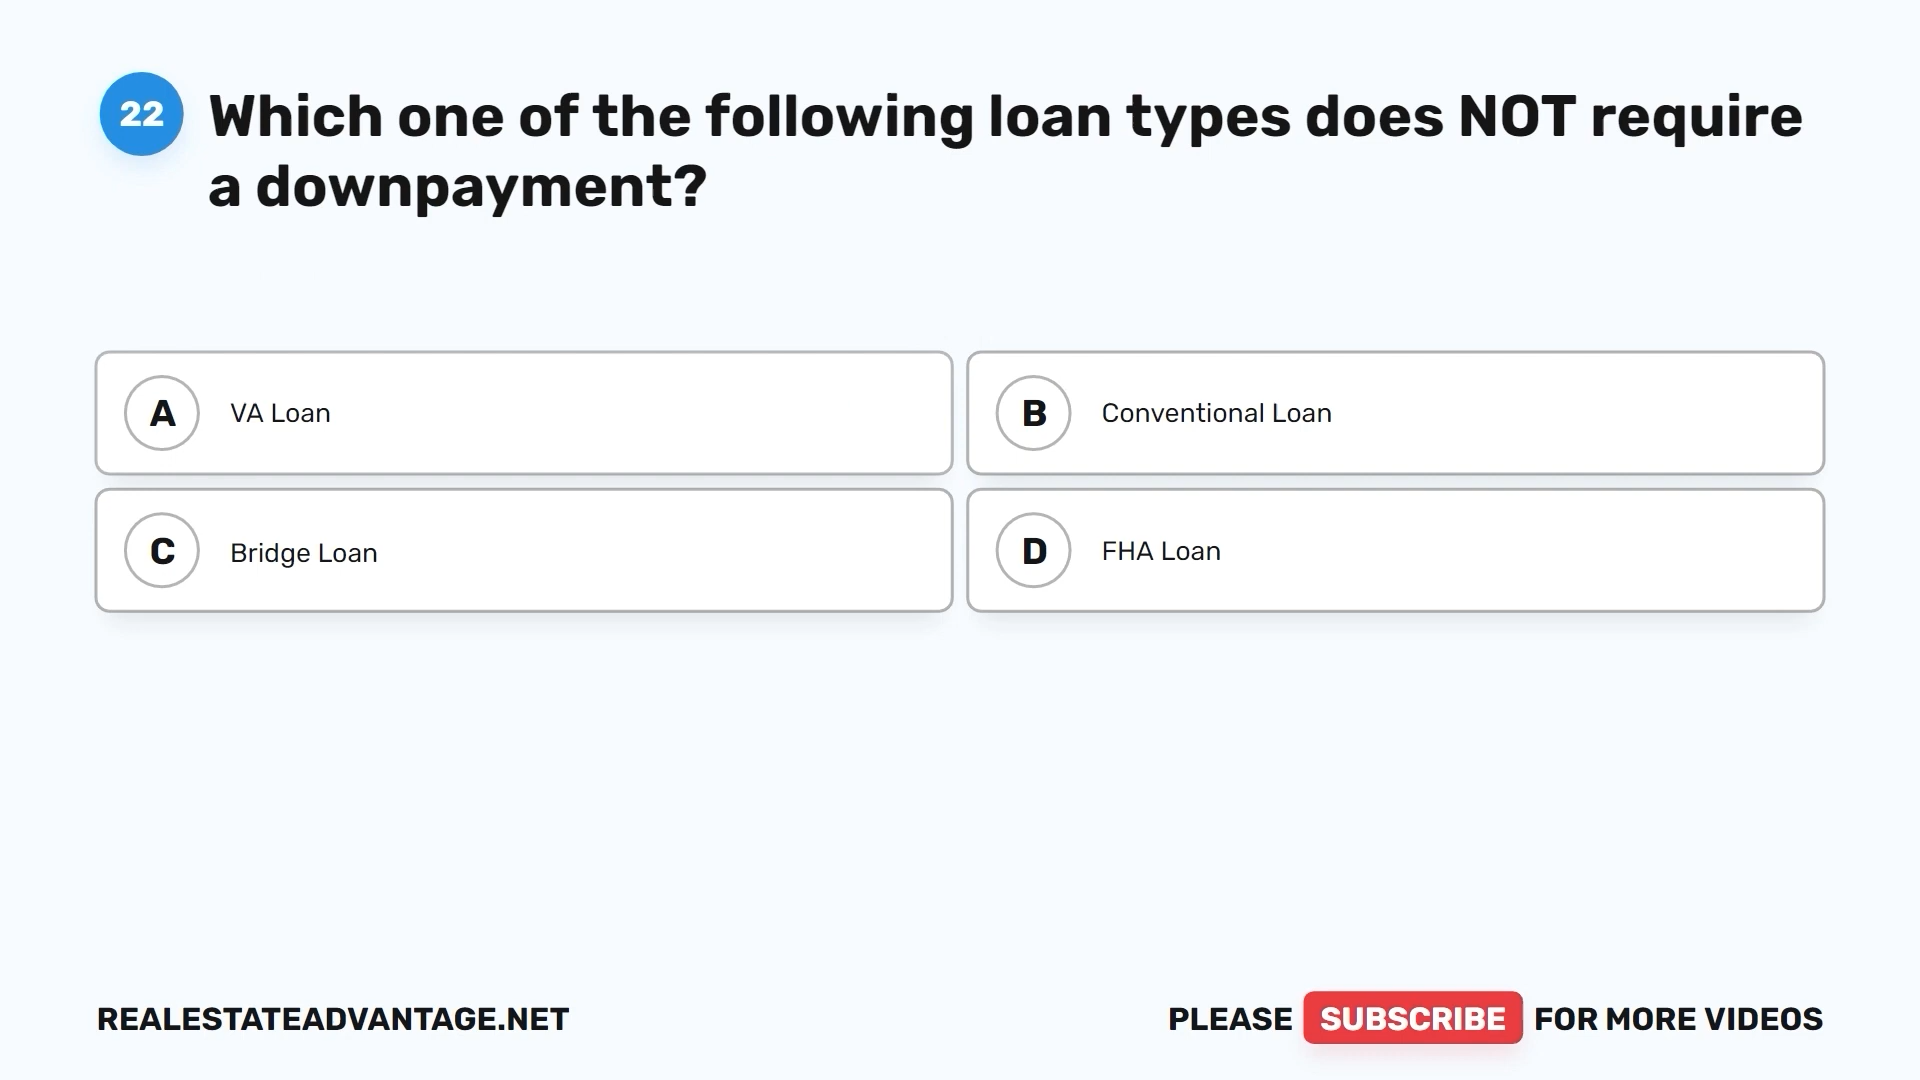 22
Which one of the following loan types does NOT require
a downpayment?
A VA Loan
B Conventional Loan
C Bridge Loan
D FHA Loan
REALESTATEADVANTAGE.NET
PLEASE SUBSCRIBE FOR MORE VIDEOS